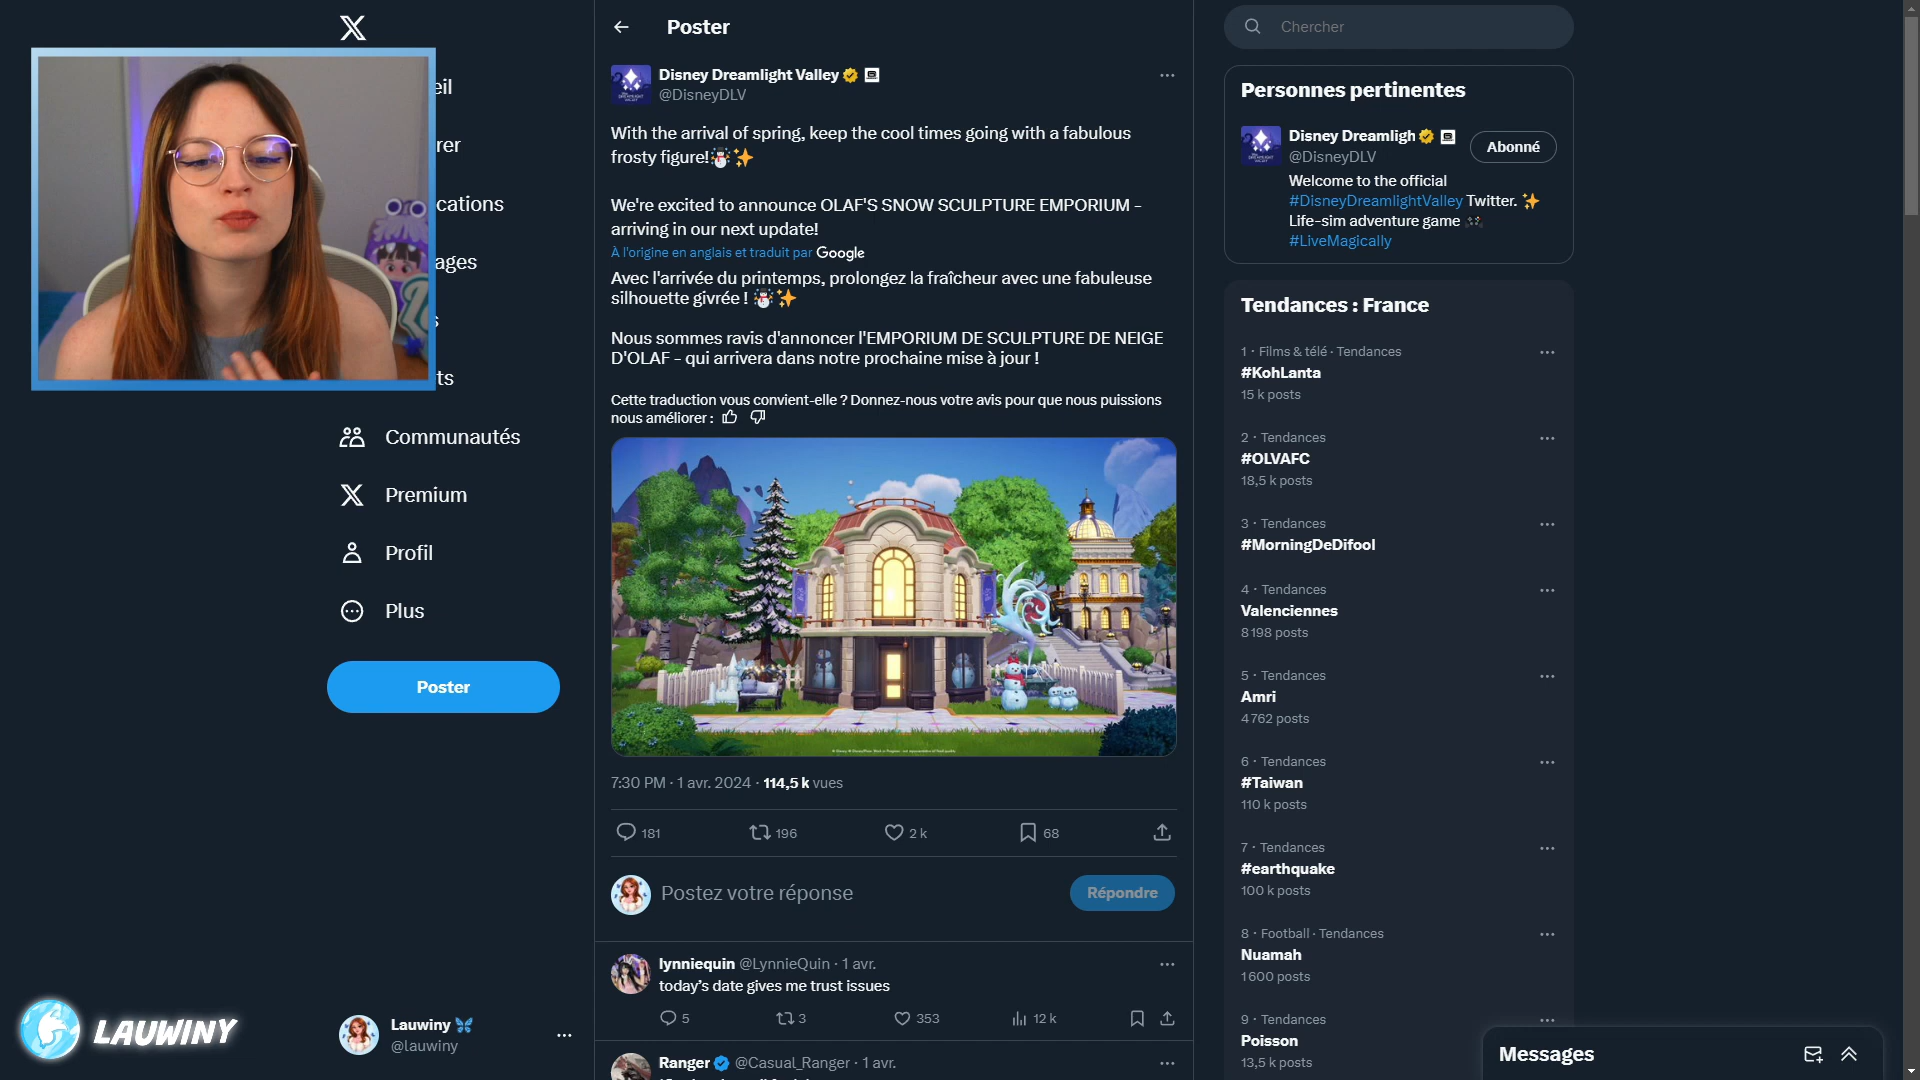 Poster
Chercher
Disney Dreamlight Valley
@DisneyDLV
With the arrival of spring, keep the cool times going with a fabulous
frosty figure!☃️✨
We're excited to announce OLAF'S SNOW SCULPTURE EMPORIUM -
arriving in our next update!
À l'origine en anglais et traduit par Google
Avec l'arrivée du printemps, prolongez la fraîcheur avec une fabuleuse
silhouette givrée ! ☃️✨
Nous sommes ravis d'annoncer l'EMPORIUM DE SCULPTURE DE NEIGE
D'OLAF - qui arrivera dans notre prochaine mise à jour !
Cette traduction vous convient-elle ? Donnez-nous votre avis pour que nous puissions
nous améliorer :
7:30 PM · 1 avr. 2024 · 114,5 k vues
181 196 2 k 68
Postez votre réponse
Répondre
lynniequin @LynnieQuin · 1 avr.
today's date gives me trust issues
5 3 353 12 k
Ranger @Casual_Ranger · 1 avr.
eil
rer
cations
ages
s
ts
Communautés
Premium
Profil
Plus
Poster
LAUWINY
Lauwiny 🦋
@lauwiny
Personnes pertinentes
Disney Dreamligh
@DisneyDLV
Abonné
Welcome to the official
#DisneyDreamlightValley Twitter. ✨
Life-sim adventure game 🎮
#LiveMagically
Tendances : France
1 · Films & télé · Tendances
#KohLanta
15 k posts
2 · Tendances
#OLVAFC
18,5 k posts
3 · Tendances
#MorningDeDifool
4 · Tendances
Valenciennes
8 198 posts
5 · Tendances
Amri
4 762 posts
6 · Tendances
#Taiwan
110 k posts
7 · Tendances
#earthquake
100 k posts
8 · Football · Tendances
Nuamah
1 600 posts
9 · Tendances
Poisson
13,5 k posts
Messages